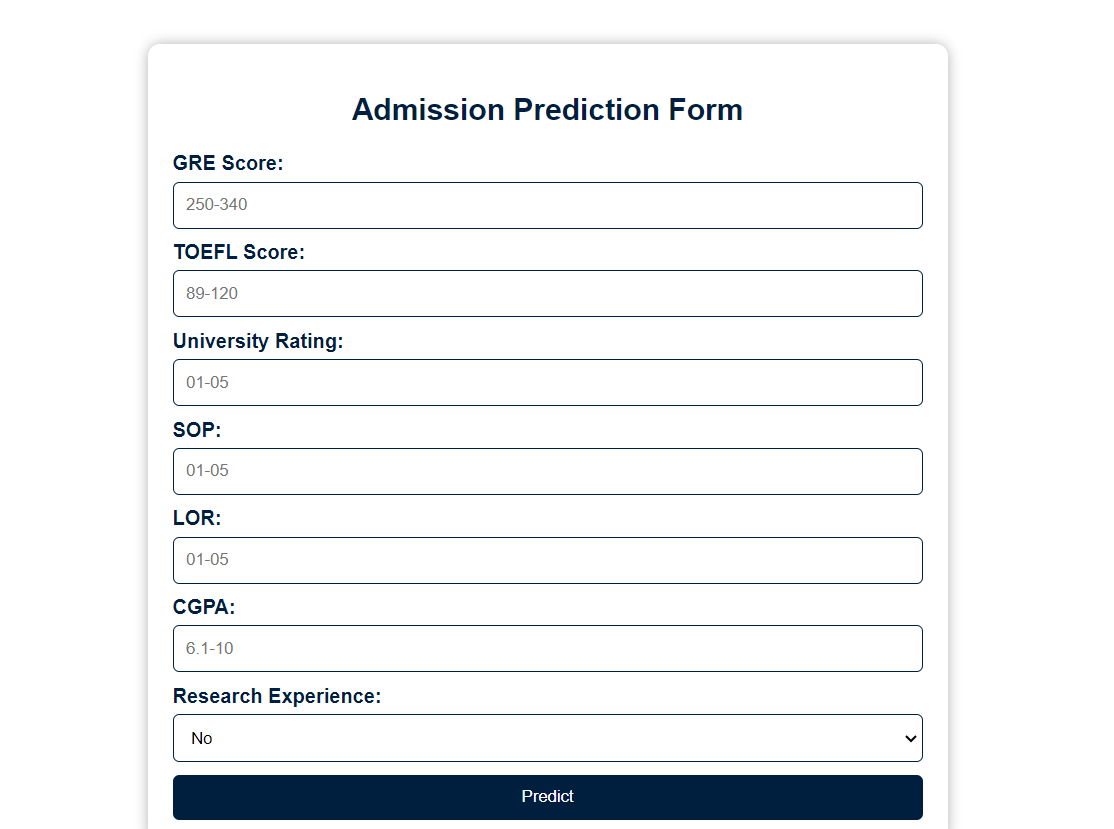 Admission Prediction Form
GRE Score:
250-340
TOEFL Score:
89-120
University Rating:
01-05
SOP:
01-05
LOR:
01-05
CGPA:
6.1-10
Research Experience:
No
Predict